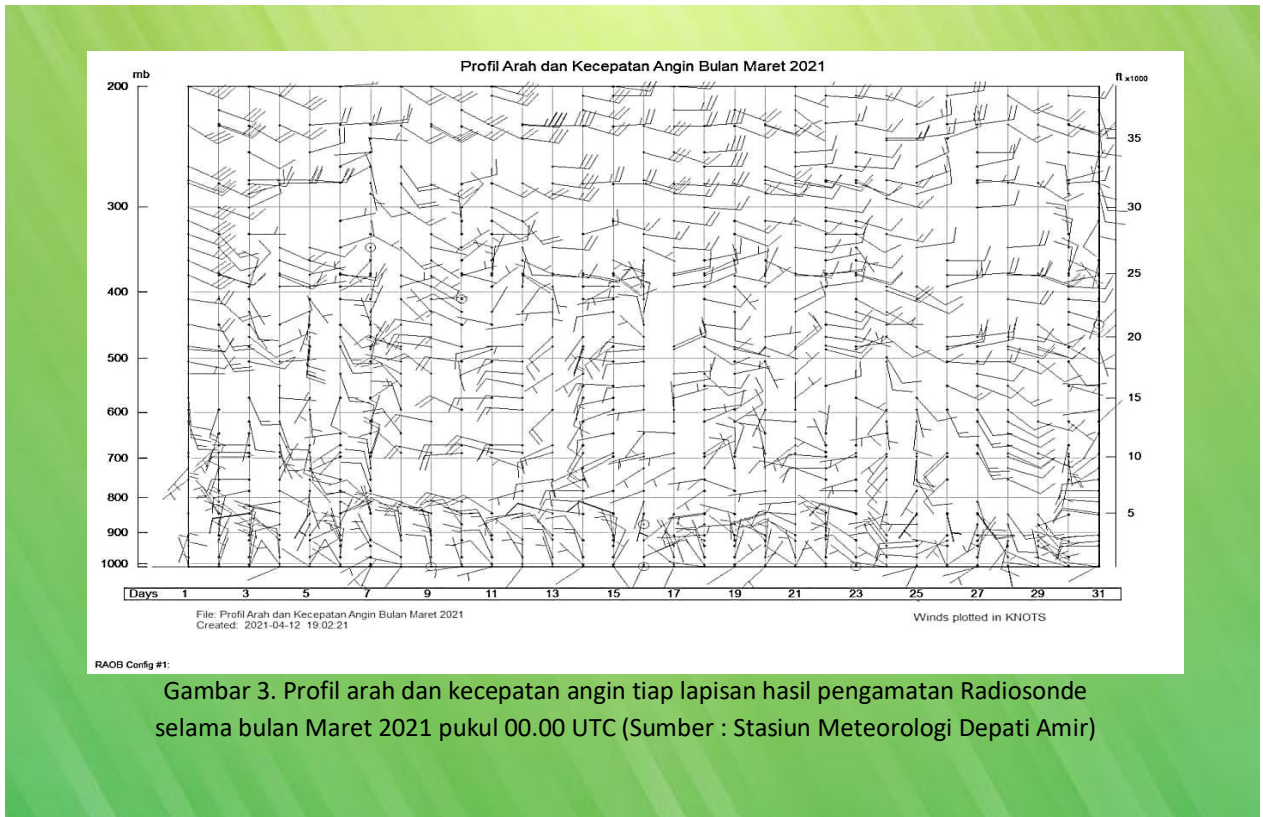 Profil Arah dan Kecepatan Angin Bulan Maret 2021
mb
ft x1000
200
300
400
500
600
700
800
900
1000
35
30
25
20
15
10
5
Days 1 3 5 7 9 11 13 15 17 19 21 23 25 27 29 31
File: Profil Arah dan Kecepatan Angin Bulan Maret 2021
Created: 2021-04-12 19:02:21
Winds plotted in KNOTS
RAOB Config #1:
Gambar 3. Profil arah dan kecepatan angin tiap lapisan hasil pengamatan Radiosonde
selama bulan Maret 2021 pukul 00.00 UTC (Sumber : Stasiun Meteorologi Depati Amir)